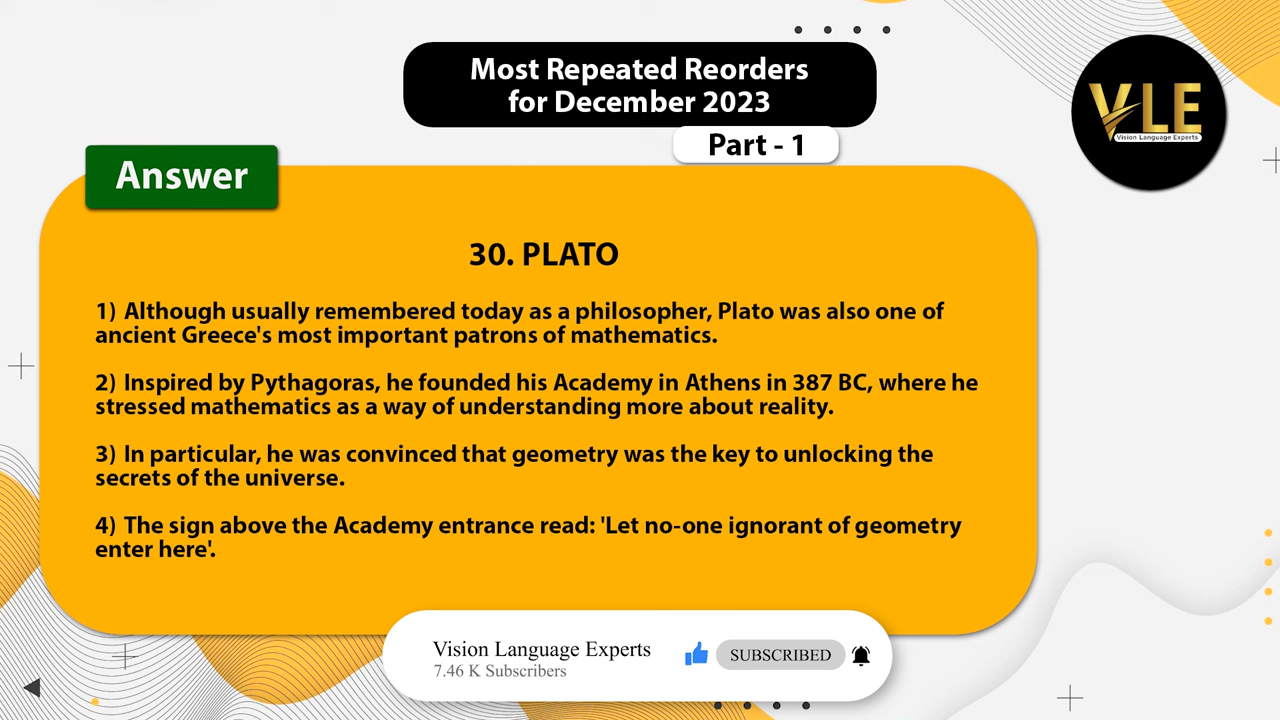 Most Repeated Reorders
for December 2023
Part - 1
VLE
Vision Language Experts
Answer
30. PLATO
1) Although usually remembered today as a philosopher, Plato was also one of
ancient Greece's most important patrons of mathematics.
2) Inspired by Pythagoras, he founded his Academy in Athens in 387 BC, where he
stressed mathematics as a way of understanding more about reality.
3) In particular, he was convinced that geometry was the key to unlocking the
secrets of the universe.
4) The sign above the Academy entrance read: 'Let no-one ignorant of geometry
enter here'.
Vision Language Experts
7.46 K Subscribers
SUBSCRIBED